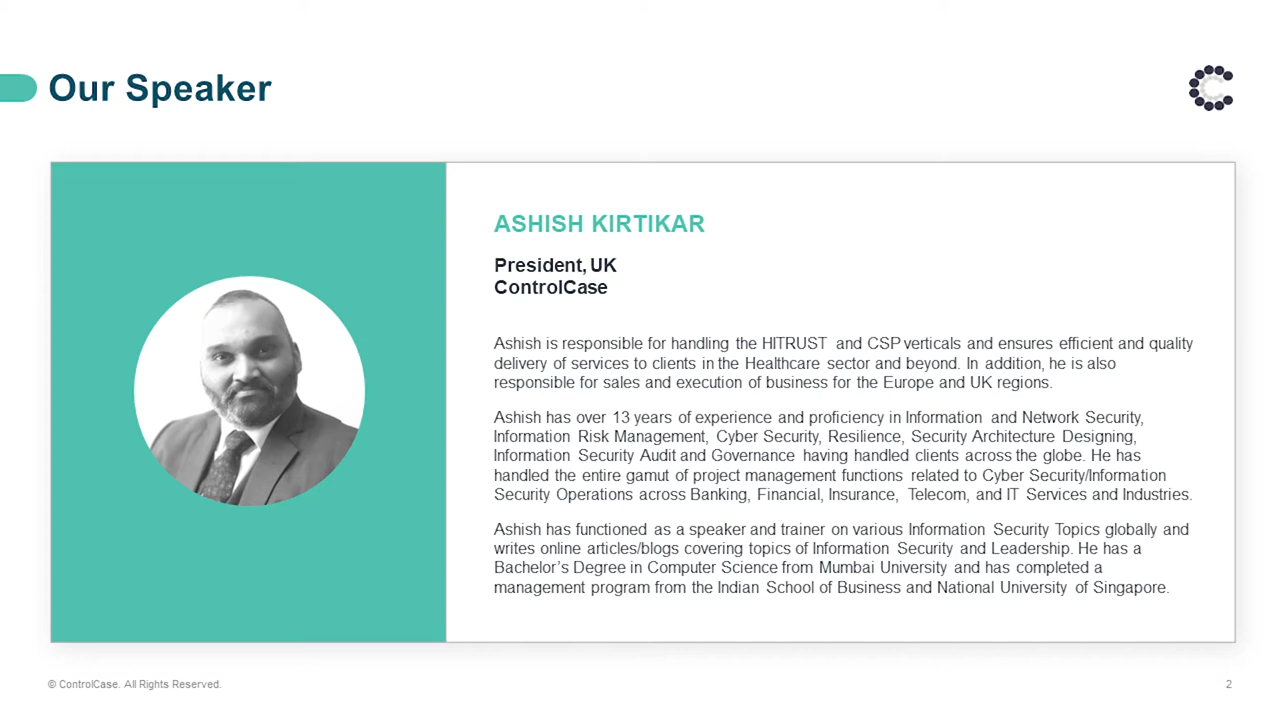 Our Speaker
ASHISH KIRTIKAR
President, UK
ControlCase
Ashish is responsible for handling the HITRUST and CSP verticals and ensures efficient and quality
delivery of services to clients in the Healthcare sector and beyond. In addition, he is also
responsible for sales and execution of business for the Europe and UK regions.
Ashish has over 13 years of experience and proficiency in Information and Network Security,
Information Risk Management, Cyber Security, Resilience, Security Architecture Designing,
Information Security Audit and Governance having handled clients across the globe. He has
handled the entire gamut of project management functions related to Cyber Security/Information
Security Operations across Banking, Financial, Insurance, Telecom, and IT Services and Industries.
Ashish has functioned as a speaker and trainer on various Information Security Topics globally and
writes online articles/blogs covering topics of Information Security and Leadership. He has a
Bachelor's Degree in Computer Science from Mumbai University and has completed a
management program from the Indian School of Business and National University of Singapore.
© ControlCase. All Rights Reserved.
2